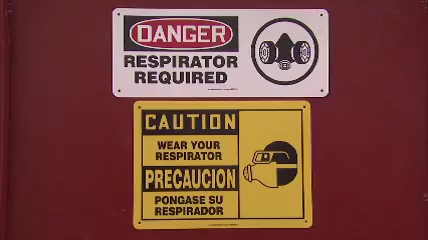 DANGER
RESPIRATOR
REQUIRED
CAUTION
WEAR YOUR
RESPIRATOR
PRECAUCION
PONGASE SU
RESPIRADOR